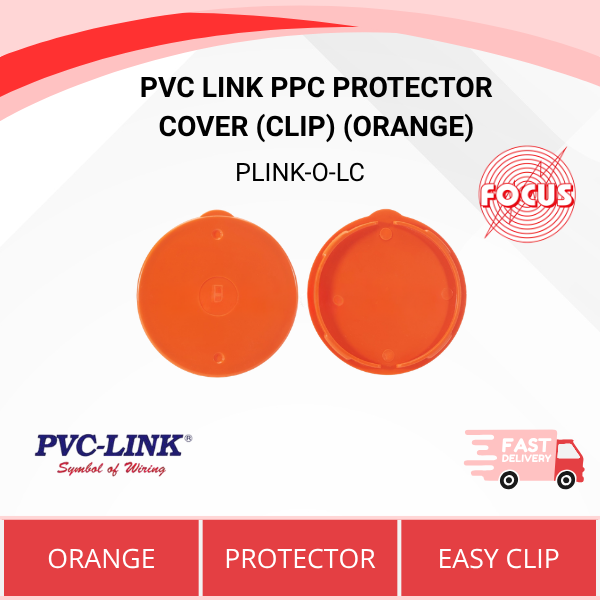 PVC LINK PPC PROTECTOR
COVER (CLIP) (ORANGE)
PLINK-O-LC
FOCUS
PVC-LINK®
Symbol of Wiring
FAST
DELIVERY
ORANGE
PROTECTOR
EASY CLIP